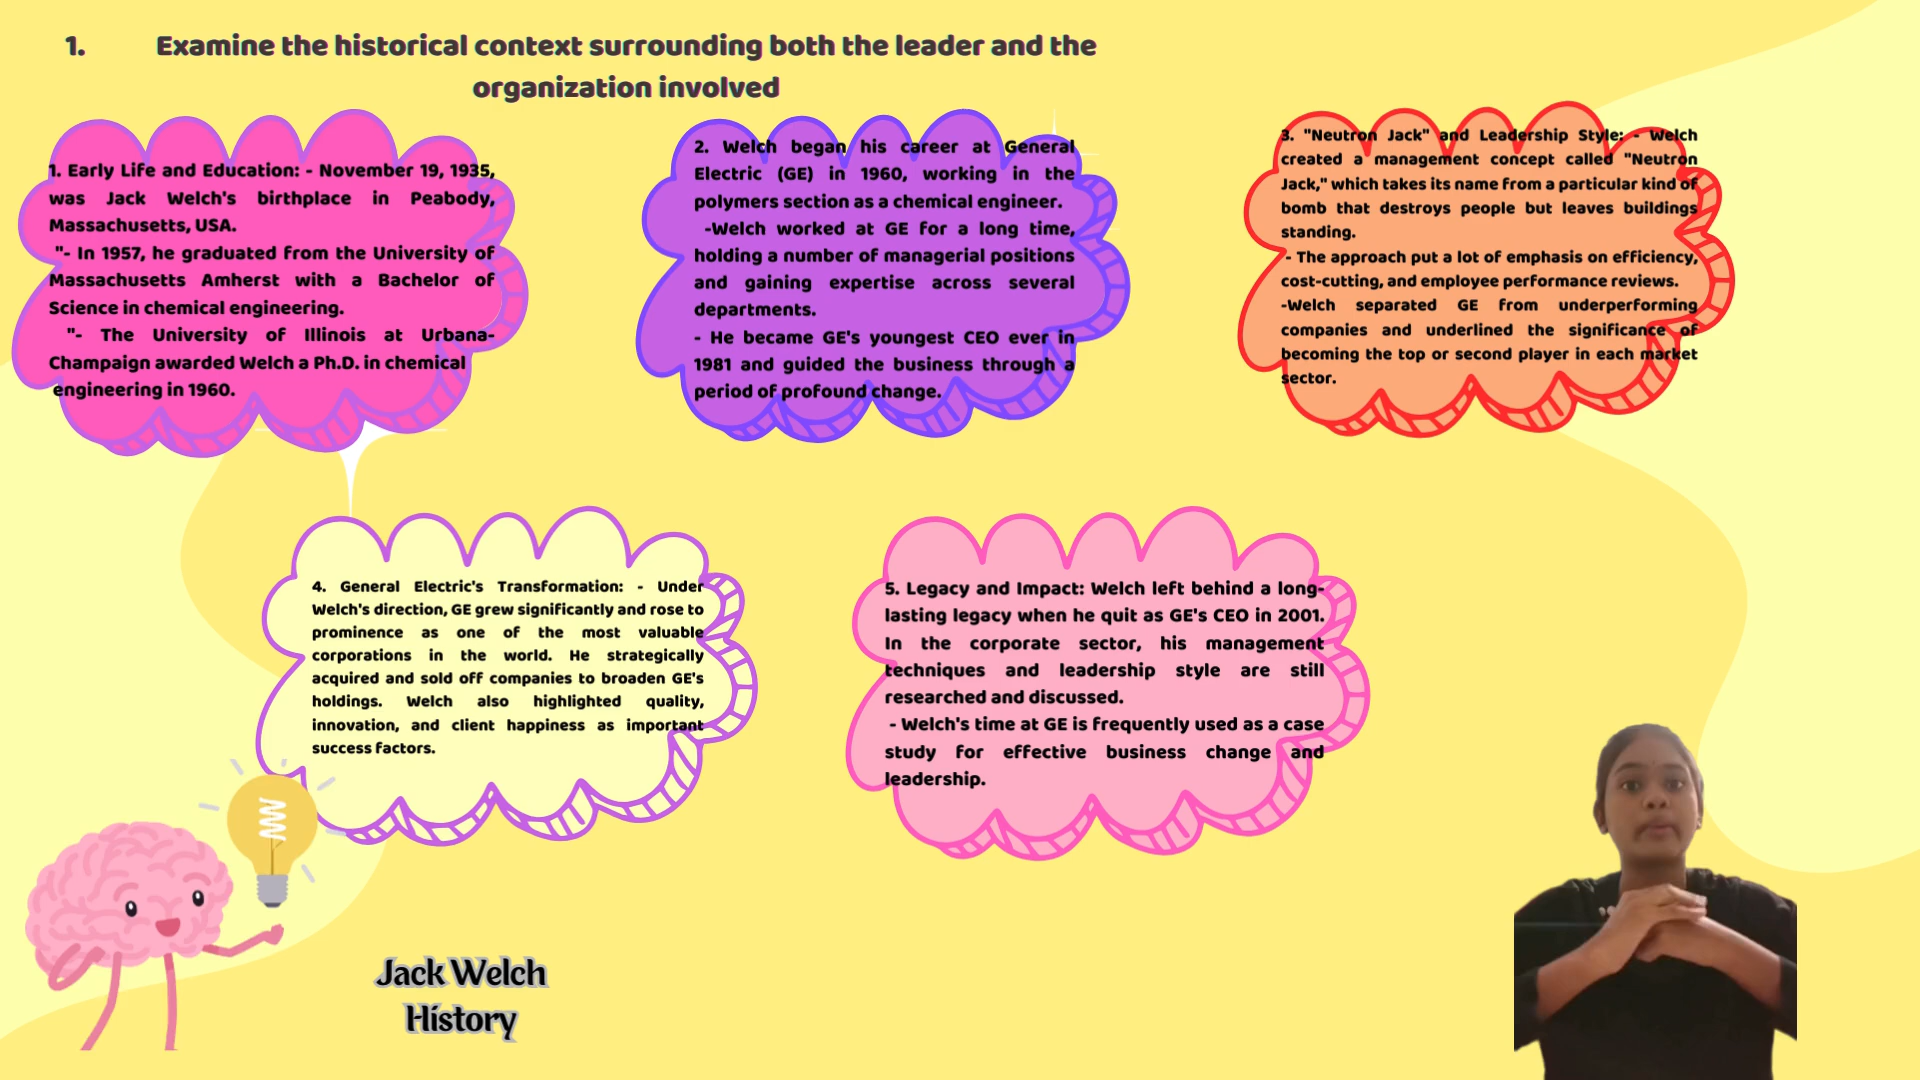 1. Examine the historical context surrounding both the leader and the
organization involved
1. Early Life and Education: - November 19, 1935,
was Jack Welch's birthplace in Peabody,
Massachusetts, USA.
"- In 1957, he graduated from the University of
Massachusetts Amherst with a Bachelor of
Science in chemical engineering.
"- The University of Illinois at Urbana-
Champaign awarded Welch a Ph.D. in chemical
engineering in 1960.
2. Welch began his career at General
Electric (GE) in 1960, working in the
polymers section as a chemical engineer.
-Welch worked at GE for a long time,
holding a number of managerial positions
and gaining expertise across several
departments.
- He became GE's youngest CEO ever in
1981 and guided the business through a
period of profound change.
3. "Neutron Jack" and Leadership Style: - Welch
created a management concept called "Neutron
Jack," which takes its name from a particular kind of
bomb that destroys people but leaves buildings
standing.
- The approach put a lot of emphasis on efficiency,
cost-cutting, and employee performance reviews.
-Welch separated GE from underperforming
companies and underlined the significance of
becoming the top or second player in each market
sector.
4. General Electric's Transformation: - Under
Welch's direction, GE grew significantly and rose to
prominence as one of the most valuable
corporations in the world. He strategically
acquired and sold off companies to broaden GE's
holdings. Welch also highlighted quality,
innovation, and client happiness as important
success factors.
5. Legacy and Impact: Welch left behind a long-
lasting legacy when he quit as GE's CEO in 2001.
In the corporate sector, his management
techniques and leadership style are still
researched and discussed.
- Welch's time at GE is frequently used as a case
study for effective business change and
leadership.
Jack Welch
History